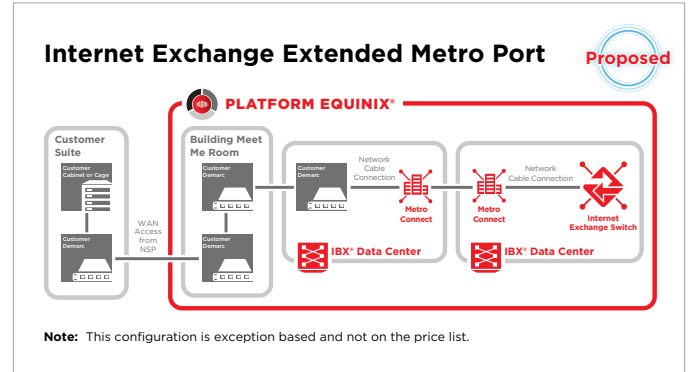 Internet Exchange Extended Metro Port
Proposed
PLATFORM EQUINIX®
Customer
Suite
Customer
Cabinet or Cage
Customer
Demarc
WAN
Access
from
NSP
Building Meet
Me Room
Customer
Demarc
Customer
Demarc
Customer
Demarc
Network
Cable
Connection
Metro
Connect
IBX® Data Center
Metro
Connect
Network
Cable Connection
Internet
Exchange Switch
IBX® Data Center
Note: This configuration is exception based and not on the price list.